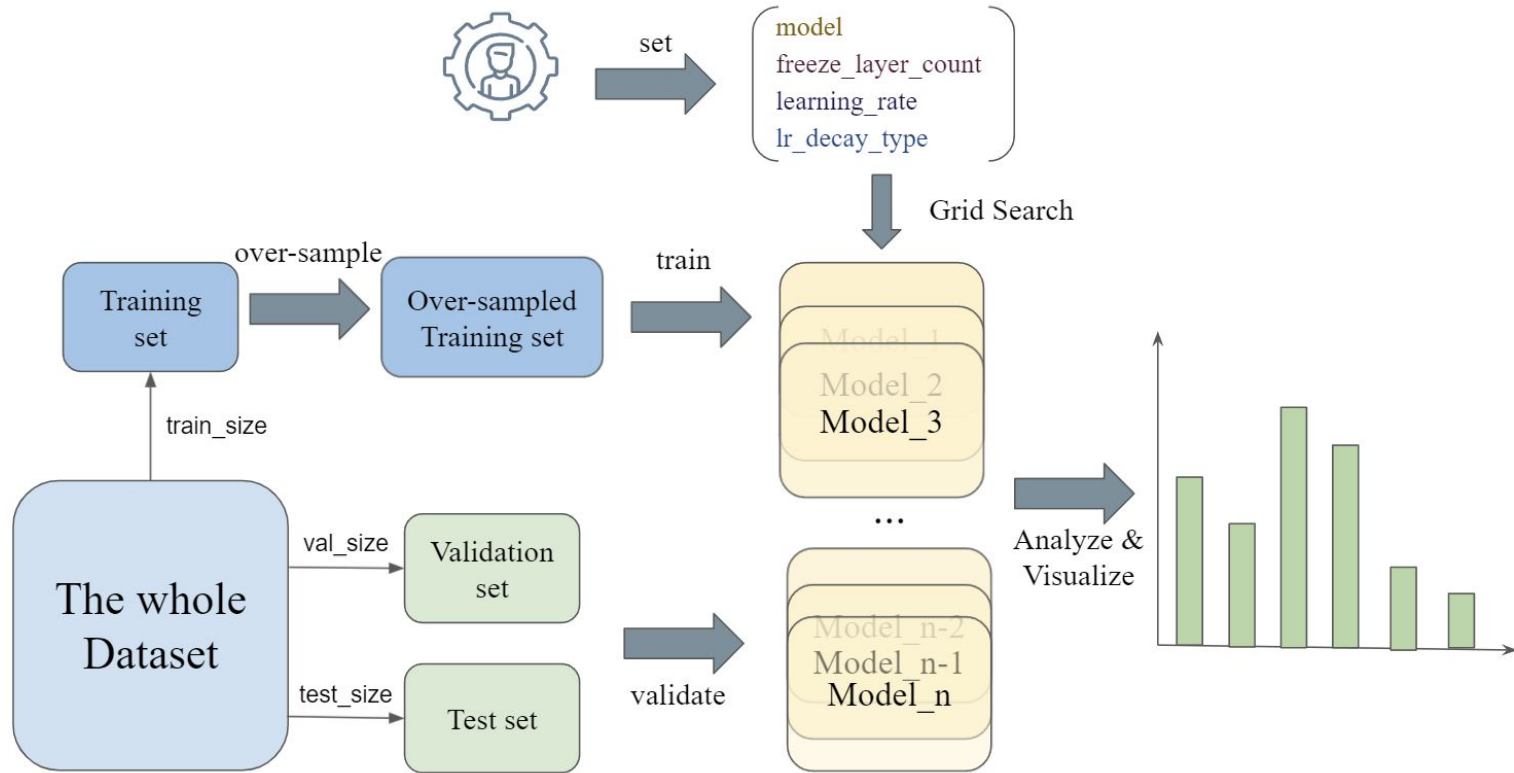 set
model
freeze_layer_count
learning_rate
lr_decay_type
Grid Search
over-sample
train
Training
set
Over-sampled
Training set
Model_1
Model_2
Model_3
train_size
...
Analyze &
Visualize
The whole
Dataset
val_size
Validation
set
test_size
Test set
validate
Model_n-2
Model_n-1
Model_n